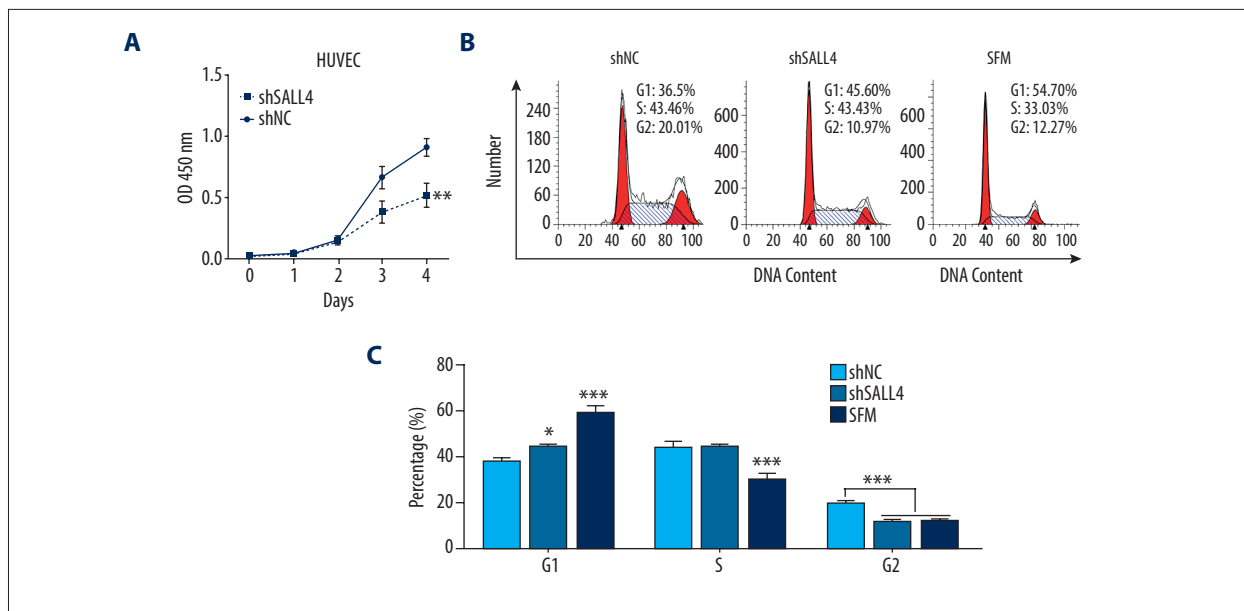 A
HUVEC
OD 450 nm
1.5
1.0
0.5
0.0
shSALL4
shNC
**
0 1 2 3 4
Days
B
Number
shNC
G1: 36.5%
S: 43.46%
G2: 20.01%
240
180
120
60
0
0 20 40 60 80 100
shSALL4
G1: 45.60%
S: 43.43%
G2: 10.97%
600
400
200
0
0 20 40 60 80 100
DNA Content
SFM
G1: 54.70%
S: 33.03%
G2: 12.27%
800
600
400
200
0
0 20 40 60 80 100
DNA Content
C
Percentage (%)
80
60
40
20
0
* ***
***
***
shNC
shSALL4
SFM
G1 S G2